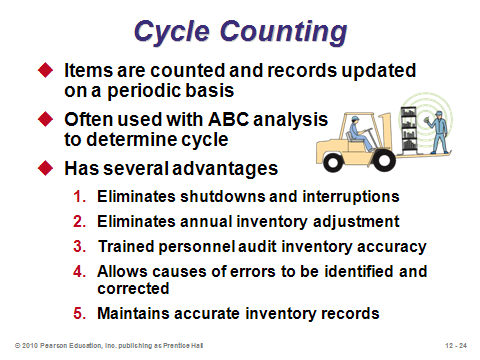 Cycle Counting
Items are counted and records updated
on a periodic basis
Often used with ABC analysis
to determine cycle
Has several advantages
1. Eliminates shutdowns and interruptions
2. Eliminates annual inventory adjustment
3. Trained personnel audit inventory accuracy
4. Allows causes of errors to be identified and
corrected
5. Maintains accurate inventory records
© 2010 Pearson Education, Inc. publishing as Prentice Hall
12 - 24